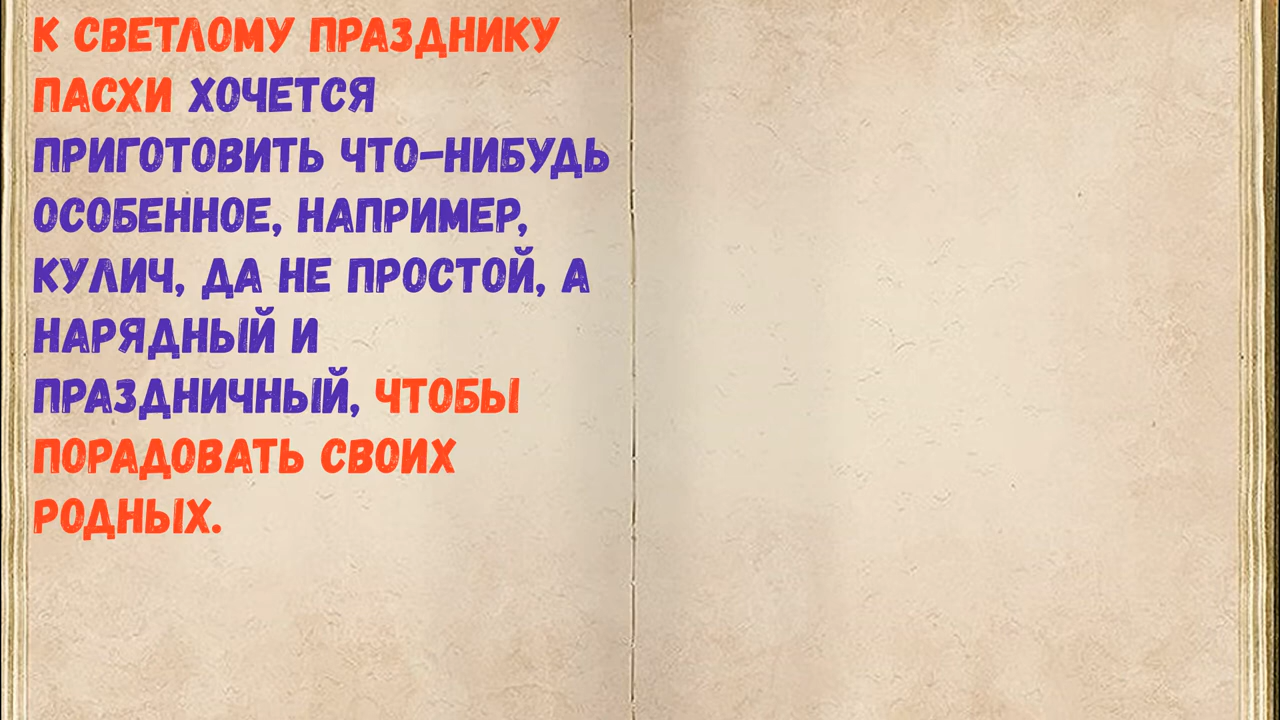 К СВЕТЛОМУ ПРАЗДНИКУ
ПАСХИ ХОЧЕТСЯ
ПРИГОТОВИТЬ ЧТО-НИБУДЬ
ОСОБЕННОЕ, НАПРИМЕР,
КУЛИЧ, ДА НЕ ПРОСТОЙ, А
НАРЯДНЫЙ И
ПРАЗДНИЧНЫЙ, ЧТОБЫ
ПОРАДОВАТЬ СВОИХ
РОДНЫХ.